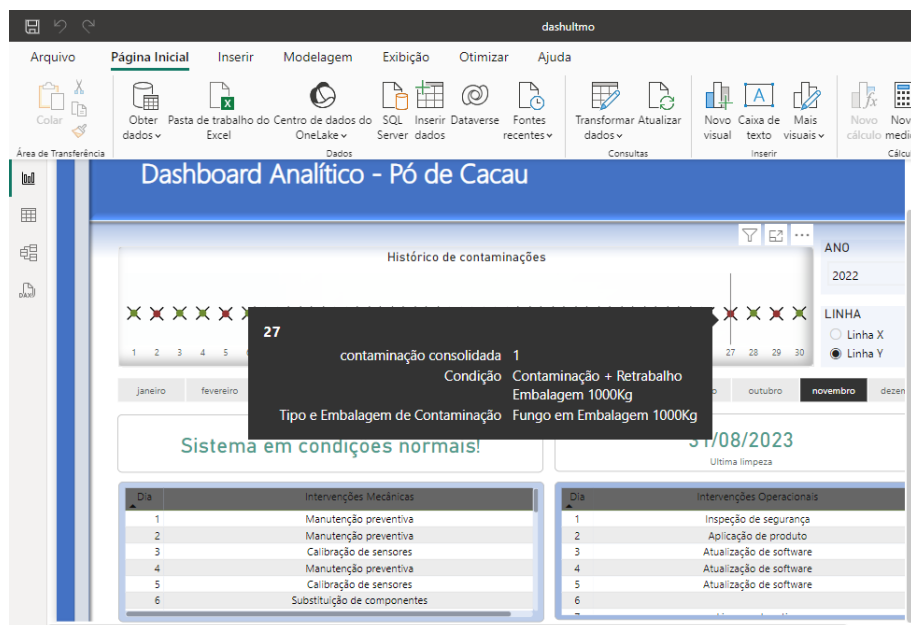 dashultmo
Arquivo Página Inicial Inserir Modelagem Exibição Otimizar Ajuda
Colar
Obter dados
Pasta de trabalho do Excel
Centro de dados do OneLake
SQL Server
Inserir dados
Dataverse
Fontes recentes
Transformar dados
Atualizar
Novo visual
Caixa de texto
Mais visuais
Novo cálculo
Área de Transferência Dados Consultas Inserir
Dashboard Analítico - Pó de Cacau
Histórico de contaminações
1 2 3 4 5 27 28 29 30
ANO
2022
LINHA
Linha X
Linha Y
27
contaminação consolidada 1
Condição Contaminação + Retrabalho
Embalagem 1000Kg
Tipo e Embalagem de Contaminação Fungo em Embalagem 1000Kg
janeiro fevereiro outubro novembro
Sistema em condições normais!
31/08/2023
Ultima limpeza
Dia Intervenções Mecânicas
1 Manutenção preventiva
2 Manutenção preventiva
3 Calibração de sensores
4 Manutenção preventiva
5 Calibração de sensores
6 Substituição de componentes
Dia Intervenções Operacionais
1 Inspeção de segurança
2 Aplicação de produto
3 Atualização de software
4 Atualização de software
5 Atualização de software
6